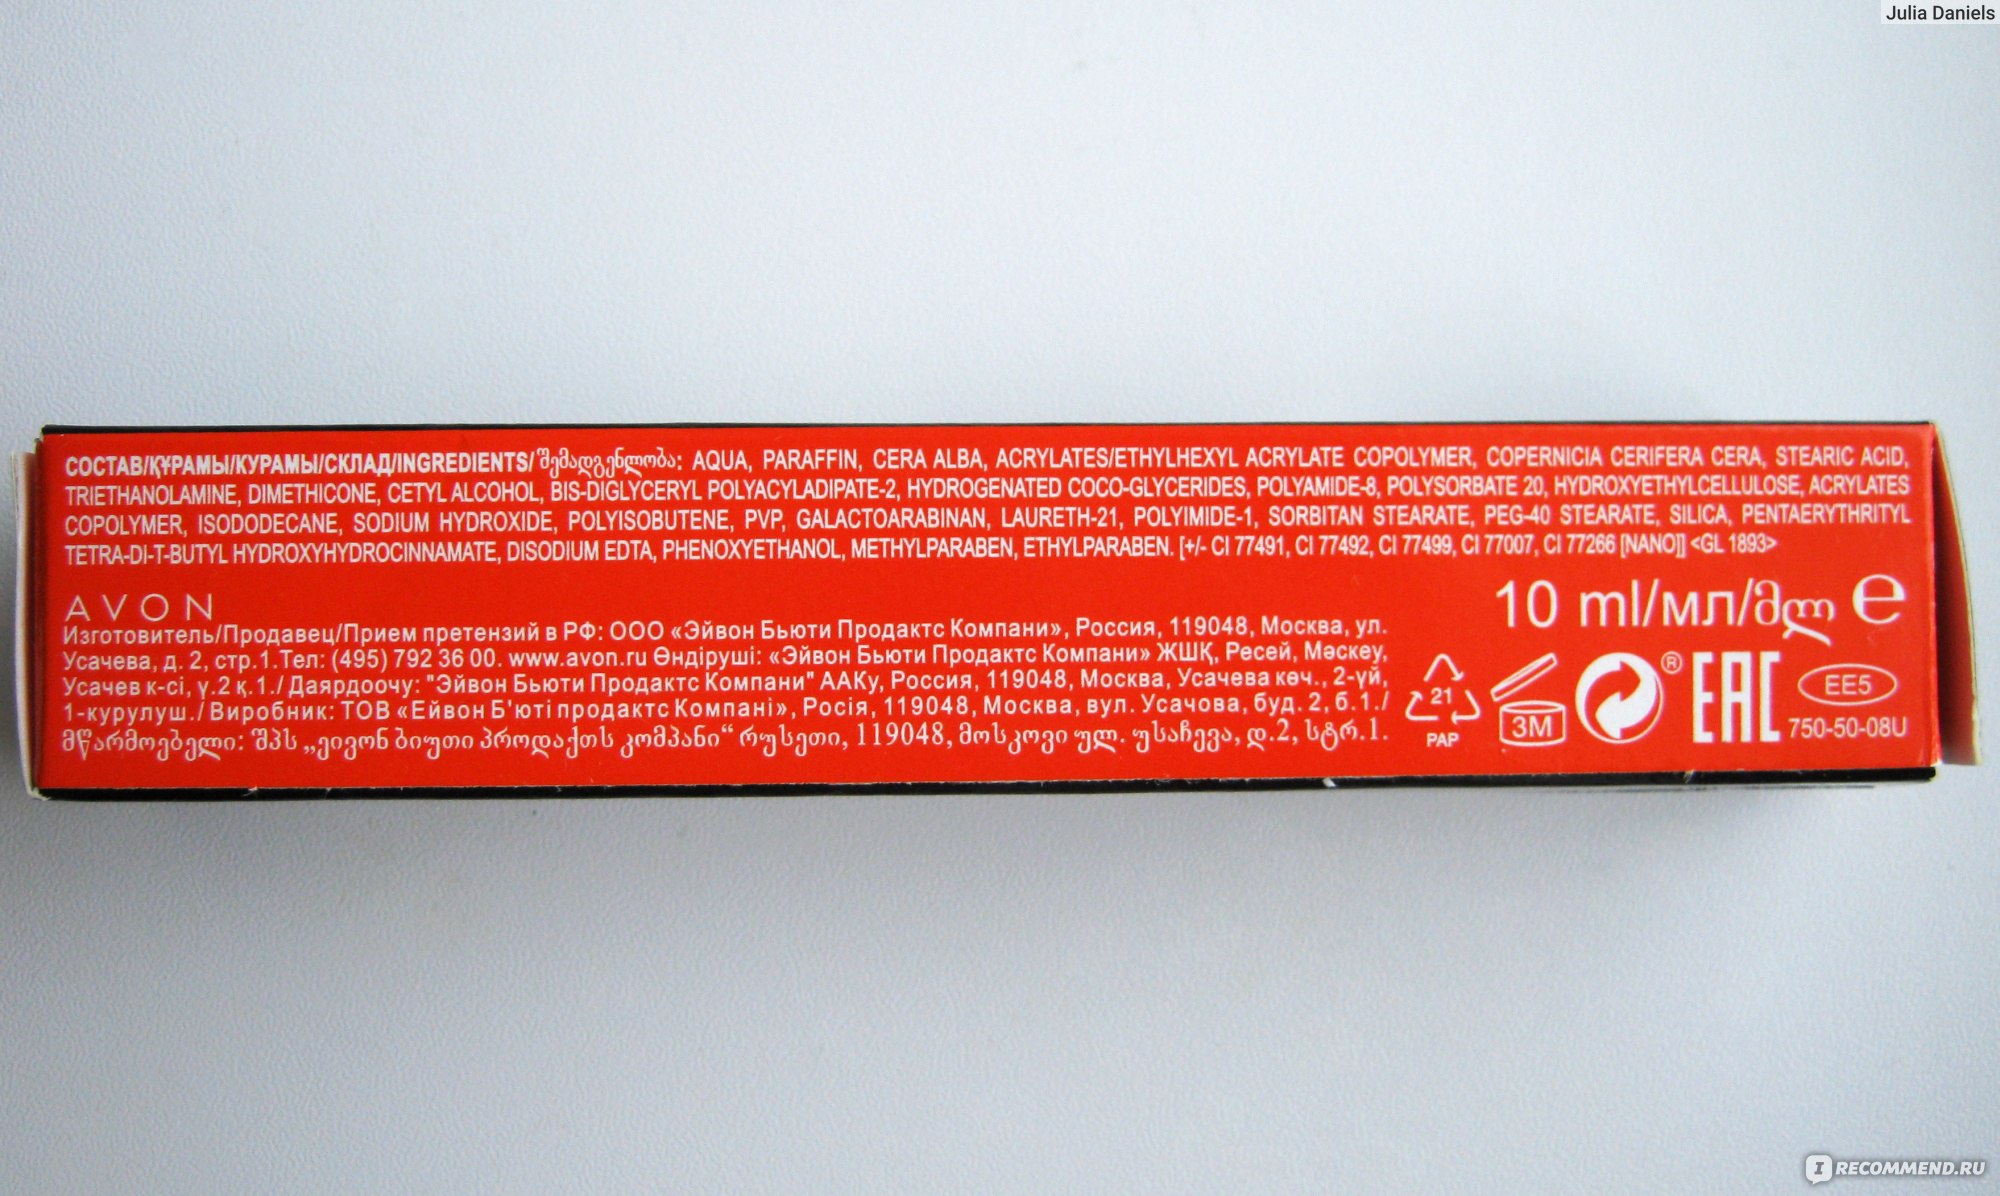 Julia Daniels
СОСТАВ/ҚҰРАМЫ/КУРАМЫ/СКЛАД/INGREDIENTS/შემადგენლობა: AQUA, PARAFFIN, CERA ALBA, ACRYLATES/ETHYLHEXYL ACRYLATE COPOLYMER, COPERNICIA CERIFERA CERA, STEARIC ACID,
TRIETHANOLAMINE, DIMETHICONE, CETYL ALCOHOL, BIS-DIGLYCERYL POLYACYLADIPATE-2, HYDROGENATED COCO-GLYCERIDES, POLYAMIDE-8, POLYSORBATE 20, HYDROXYETHYLCELLULOSE, ACRYLATES
COPOLYMER, ISODODECANE, SODIUM HYDROXIDE, POLYISOBUTENE, PVP, GALACTOARABINAN, LAURETH-21, POLYIMIDE-1, SORBITAN STEARATE, PEG-40 STEARATE, SILICA, PENTAERYTHRITYL
TETRA-DI-T-BUTYL HYDROXYHYDROCINNAMATE, DISODIUM EDTA, PHENOXYETHANOL, METHYLPARABEN, ETHYLPARABEN. [+/- CI 77491, CI 77492, CI 77499, CI 77007, CI 77266 [NANO]] <GL 1893>
AVON
Изготовитель/Продавец/Прием претензий в РФ: ООО «Эйвон Бьюти Продактс Компани», Россия, 119048, Москва, ул.
Усачева, д. 2, стр.1.Тел: (495) 792 36 00. www.avon.ru Өндіруші: «Эйвон Бьюти Продактс Компани» ЖШҚ, Ресей, Мәскеу,
Усачев к-сі, ү.2 қ.1./ Даярдоочу: "Эйвон Бьюти Продактс Компани" ААКу, Россия, 119048, Москва, Усачева көч., 2-үй,
1-курулуш./ Виробник: ТОВ «Ейвон Б'юті продактс Компані», Росія, 119048, Москва, вул. Усачова, буд. 2, б.1./
მწარმოებელი: შპს „ეივონ ბიუთი პროდაქთს კომპანი“ რუსეთი, 119048, მოსკოვი ულ. უსაჩევა, დ.2, სტრ.1.
10 ml/мл/მლ e
21
PAP
3M
®
EAC
EE5
750-50-08U
IRECOMMEND.RU